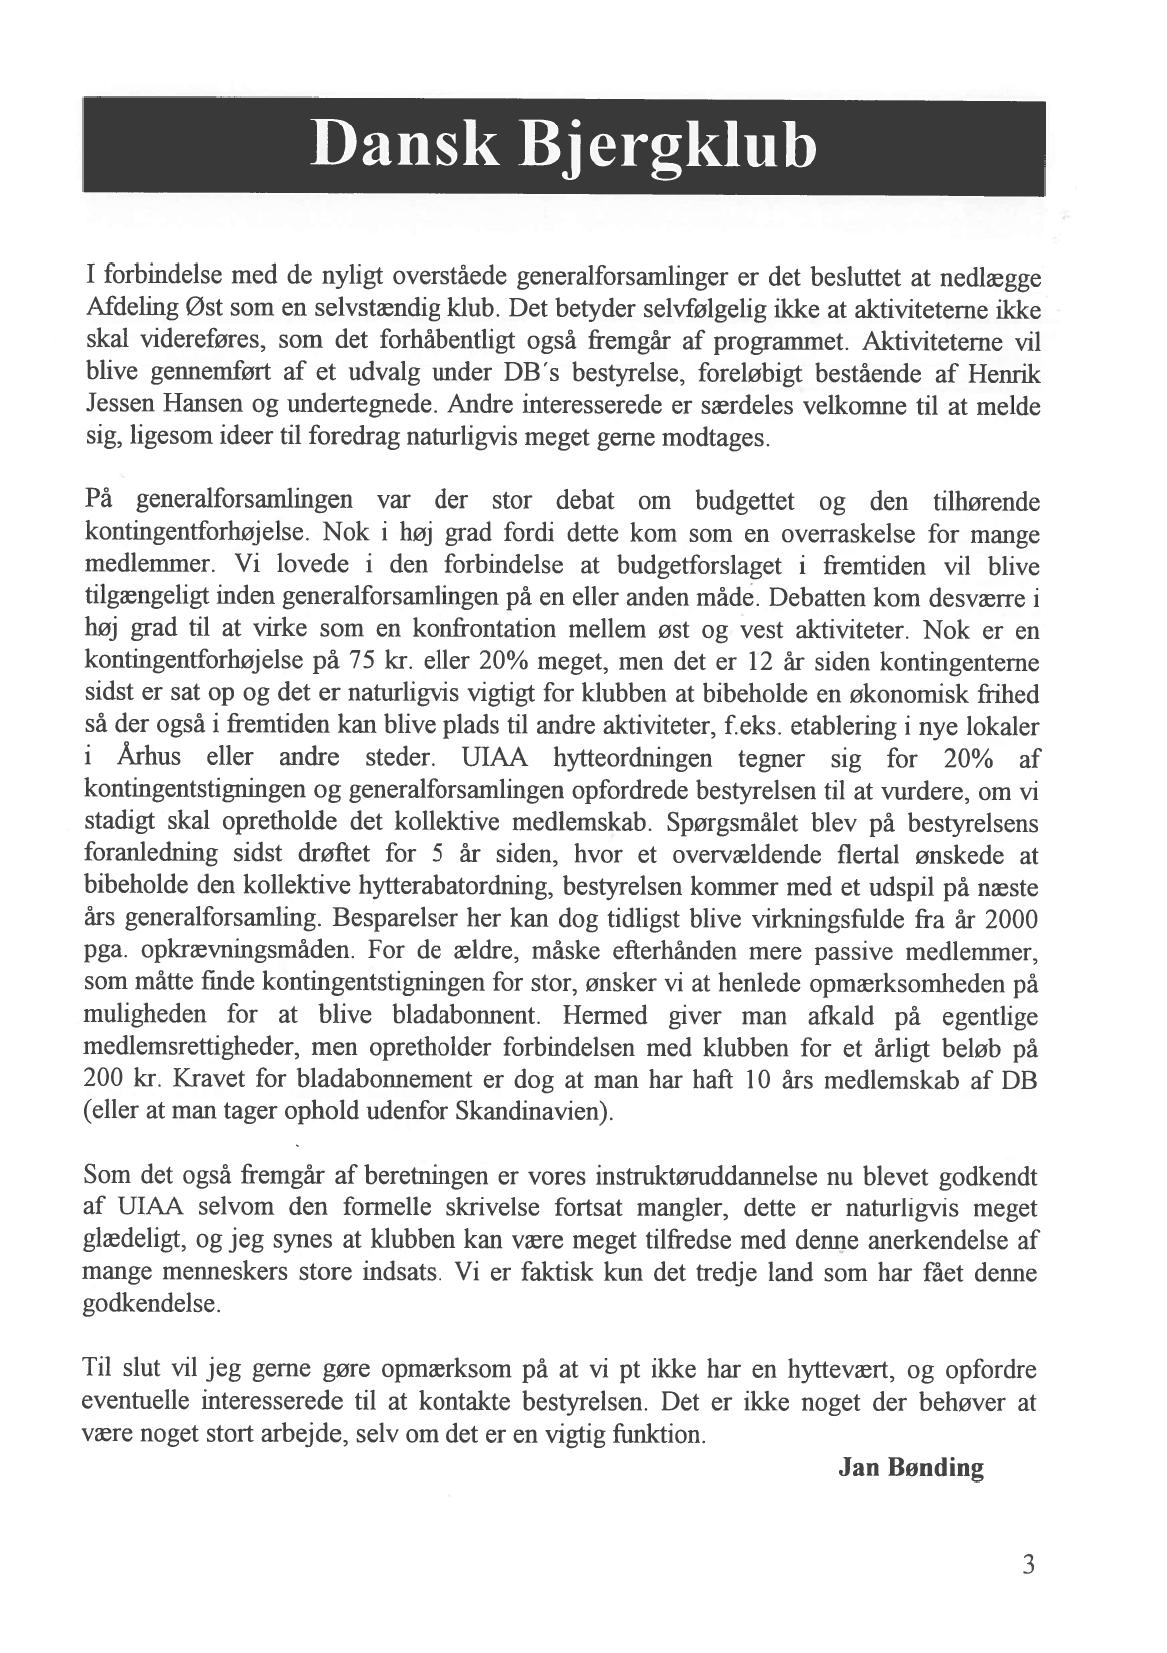 Dansk Bjergklub
I forbindelse med de nyligt overståede generalforsamlinger er det besluttet at nedlægge
Afdeling Øst som en selvstændig klub. Det betyder selvfølgelig ikke at aktiviteterne ikke
skal videreføres, som det forhåbentligt også fremgår af programmet. Aktiviteterne vil
blive gennemført af et udvalg under DB´s bestyrelse, foreløbigt bestående af Henrik
Jessen Hansen og undertegnede. Andre interesserede er særdeles velkomne til at melde
sig, ligesom ideer til foredrag naturligvis meget gerne modtages.
På generalforsamlingen var der stor debat om budgettet og den tilhørende
kontingentforhøjelse. Nok i høj grad fordi dette kom som en overraskelse for mange
medlemmer. Vi lovede i den forbindelse at budgetforslaget i fremtiden vil blive
tilgængeligt inden generalforsamlingen på en eller anden måde. Debatten kom desværre i
høj grad til at virke som en konfrontation mellem øst og vest aktiviteter. Nok er en
kontingentforhøjelse på 75 kr. eller 20% meget, men det er 12 år siden kontingenterne
sidst er sat op og det er naturligvis vigtigt for klubben at bibeholde en økonomisk frihed
så der også i fremtiden kan blive plads til andre aktiviteter, f.eks. etablering i nye lokaler
i Århus eller andre steder. UIAA hytteordningen tegner sig for 20% af
kontingentstigningen og generalforsamlingen opfordrede bestyrelsen til at vurdere, om vi
stadigt skal opretholde det kollektive medlemskab. Spørgsmålet blev på bestyrelsens
foranledning sidst drøftet for 5 år siden, hvor et overvældende flertal ønskede at
bibeholde den kollektive hytterabatordning, bestyrelsen kommer med et udspil på næste
års generalforsamling. Besparelser her kan dog tidligst blive virkningsfulde fra år 2000
pga. opkrævningsmåden. For de ældre, måske efterhånden mere passive medlemmer,
som måtte finde kontingentstigningen for stor, ønsker vi at henlede opmærksomheden på
muligheden for at blive bladabonnent. Hermed giver man afkald på egentlige
medlemsrettigheder, men opretholder forbindelsen med klubben for et årligt beløb på
200 kr. Kravet for bladabonnement er dog at man har haft 10 års medlemskab af DB
(eller at man tager ophold udenfor Skandinavien).
Som det også fremgår af beretningen er vores instruktøruddannelse nu blevet godkendt
af UIAA selvom den formelle skrivelse fortsat mangler, dette er naturligvis meget
glædeligt, og jeg synes at klubben kan være meget tilfredse med denne anerkendelse af
mange menneskers store indsats. Vi er faktisk kun det tredje land som har fået denne
godkendelse.
Til slut vil jeg gerne gøre opmærksom på at vi pt ikke har en hyttevært, og opfordre
eventuelle interesserede til at kontakte bestyrelsen. Det er ikke noget der behøver at
være noget stort arbejde, selv om det er en vigtig funktion.
Jan Bønding
3